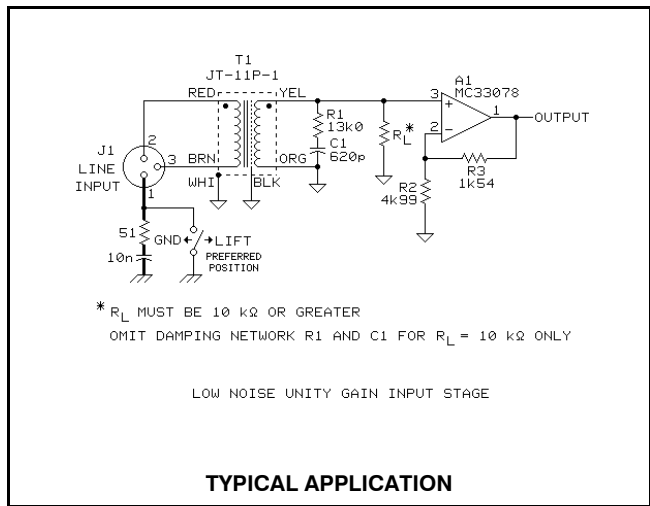 T1
JT-11P-1
RED
YEL
A1
MC33078
3
+
1
OUTPUT
2
−
R1
13k0
C1
620p
RL*
J1
LINE
INPUT
2
3
1
BRN
ORG
WHI
BLK
R3
1k54
R2
4k99
51
10n
GND
LIFT
PREFERRED
POSITION
* RL MUST BE 10 kΩ OR GREATER
OMIT DAMPING NETWORK R1 AND C1 FOR RL = 10 kΩ ONLY
LOW NOISE UNITY GAIN INPUT STAGE
TYPICAL APPLICATION